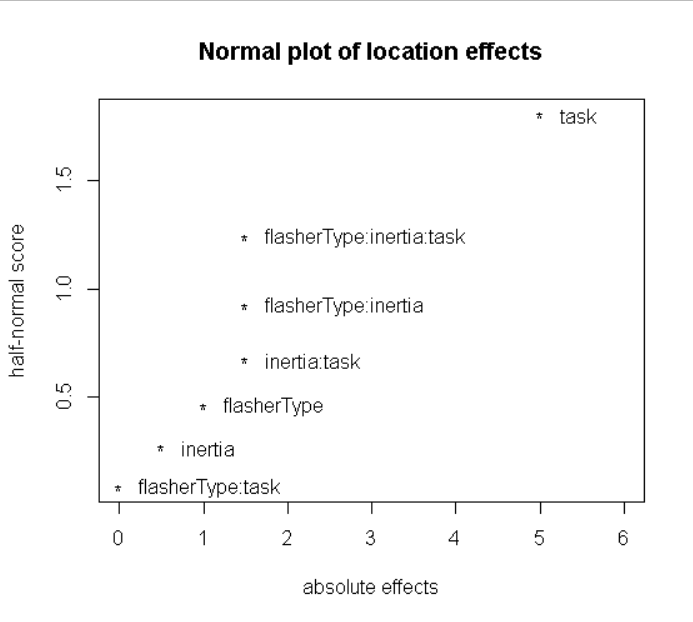 Normal plot of location effects
task
1.5
flasherType:inertia:task
1.0
flasherType:inertia
half-normal score
inertia:task
0.5
flasherType
inertia
flasherType:task
0 1 2 3 4 5 6
absolute effects